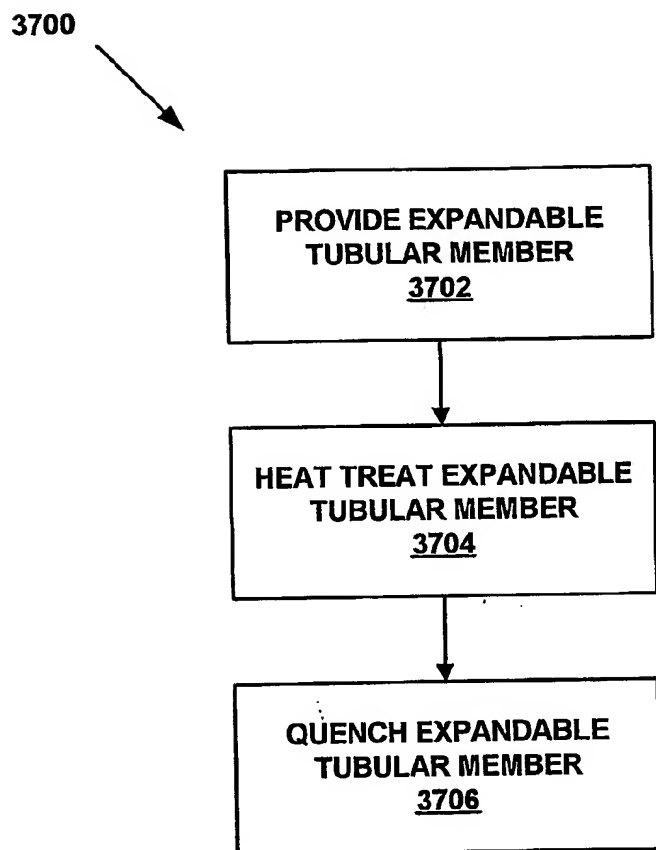 3700
PROVIDE EXPANDABLE
TUBULAR MEMBER
3702
HEAT TREAT EXPANDABLE
TUBULAR MEMBER
3704
QUENCH EXPANDABLE
TUBULAR MEMBER
3706